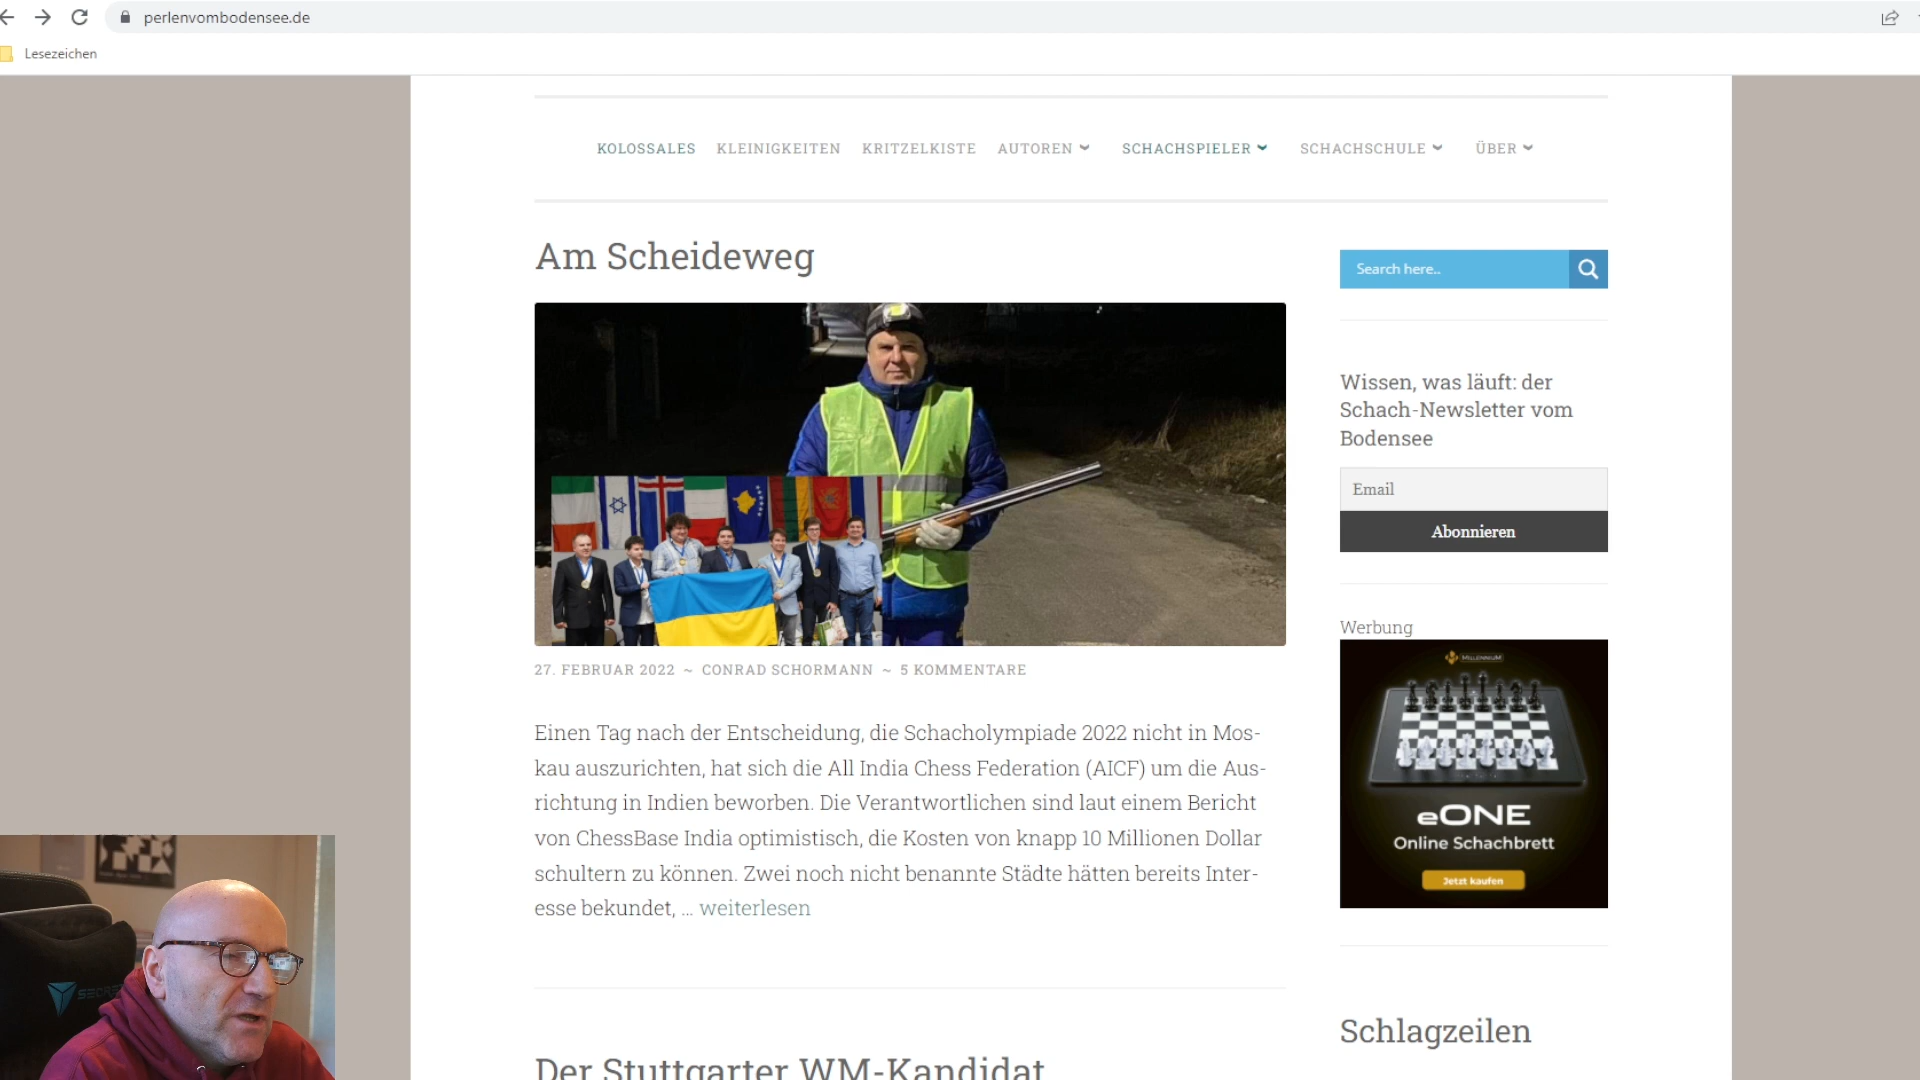 perlenvombodensee.de
Lesezeichen
KOLOSSALES KLEINIGKEITEN KRITZELKISTE AUTOREN SCHACHSPIELER SCHACHSCHULE ÜBER
Am Scheideweg
27. FEBRUAR 2022 ~ CONRAD SCHORMANN ~ 5 KOMMENTARE
Einen Tag nach der Entscheidung, die Schacholympiade 2022 nicht in Mos-
kau auszurichten, hat sich die All India Chess Federation (AICF) um die Aus-
richtung in Indien beworben. Die Verantwortlichen sind laut einem Bericht
von ChessBase India optimistisch, die Kosten von knapp 10 Millionen Dollar
schultern zu können. Zwei noch nicht benannte Städte hätten bereits Inter-
esse bekundet, … weiterlesen
Der Stuttgarter WM-Kandidat
Search here..
Wissen, was läuft: der
Schach-Newsletter vom
Bodensee
Email
Abonnieren
Werbung
MILLENNIUM
eONE
Online Schachbrett
Jetzt kaufen
Schlagzeilen